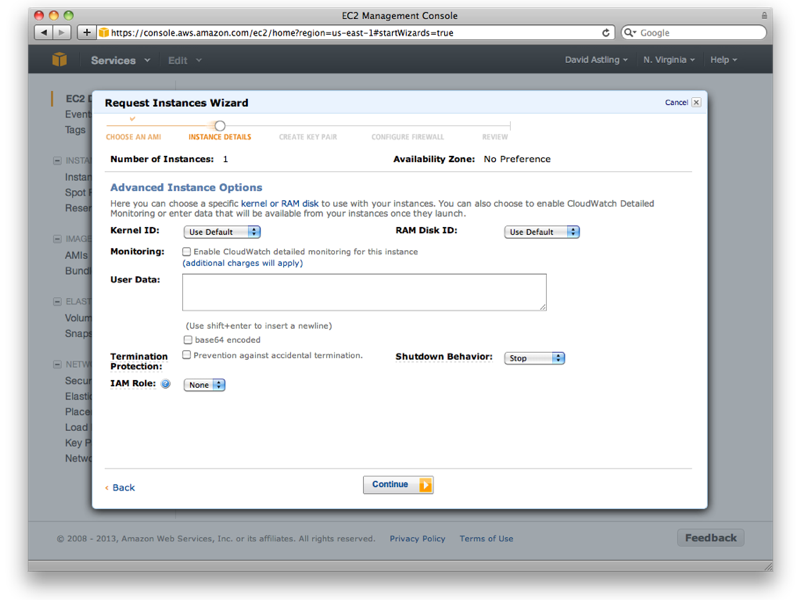 EC2 Management Console
https://console.aws.amazon.com/ec2/home?region=us-east-1#startWizards=true
Google
Services Edit David Astling N. Virginia Help
EC2 D
Event
Tags
INSTA
Instan
Spot R
Reser
IMAGE
AMIs
Bundl
ELAST
Volum
Snaps
NETW
Secur
Elasti
Place
Load
Key P
Netwo
Request Instances Wizard Cancel
CHOOSE AN AMI INSTANCE DETAILS CREATE KEY PAIR CONFIGURE FIREWALL REVIEW
Number of Instances: 1 Availability Zone: No Preference
Advanced Instance Options
Here you can choose a specific kernel or RAM disk to use with your instances. You can also choose to enable CloudWatch Detailed
Monitoring or enter data that will be available from your instances once they launch.
Kernel ID: Use Default RAM Disk ID: Use Default
Monitoring: Enable CloudWatch detailed monitoring for this instance
(additional charges will apply)
User Data:
(Use shift+enter to insert a newline)
base64 encoded
Termination Protection: Prevention against accidental termination. Shutdown Behavior: Stop
IAM Role: None
< Back Continue
© 2008 - 2013, Amazon Web Services, Inc. or its affiliates. All rights reserved. Privacy Policy Terms of Use Feedback